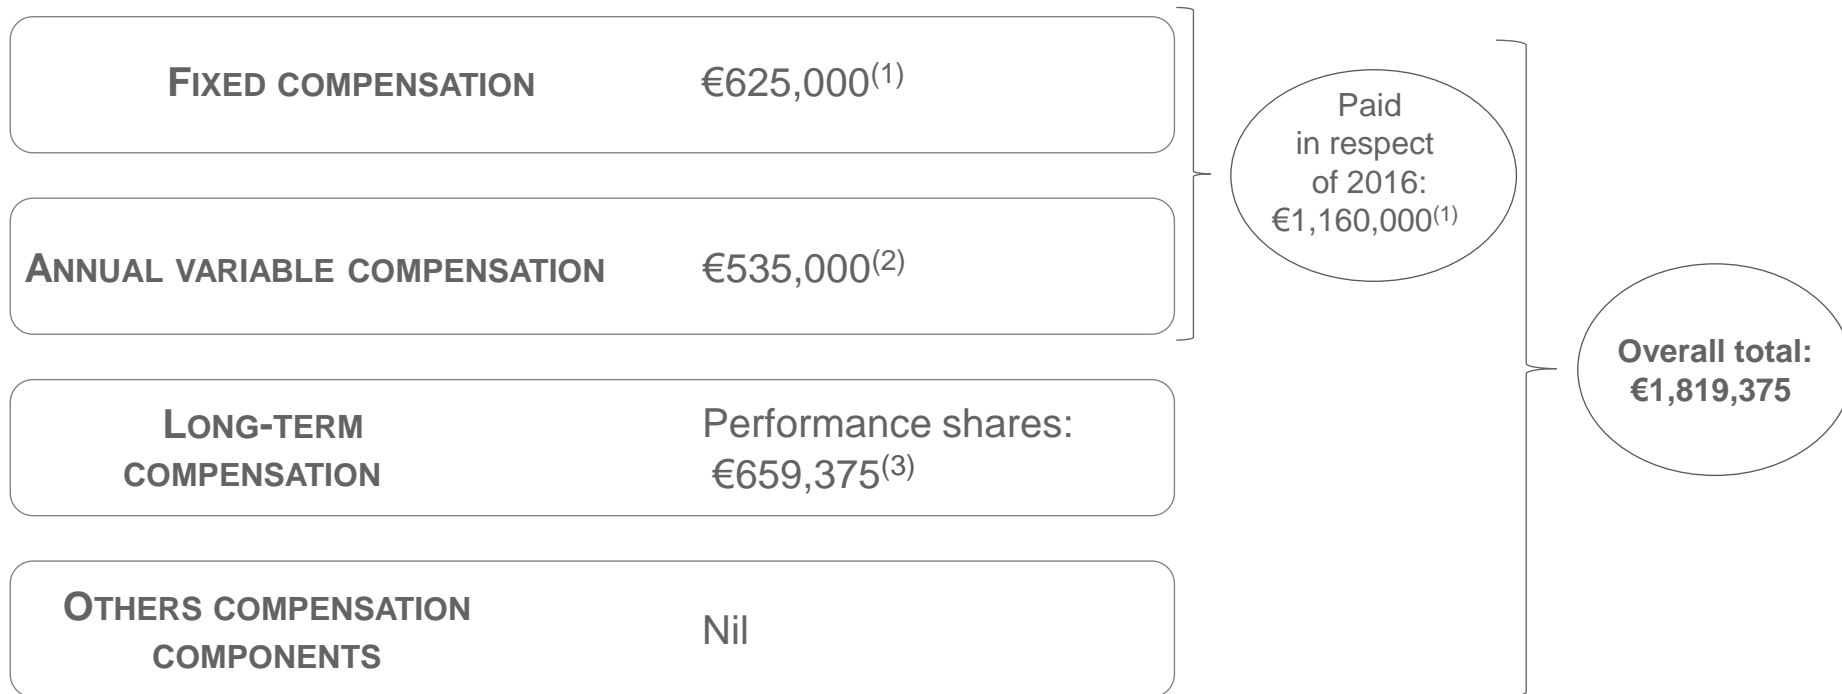 FIXED COMPENSATION
€625,000(1)
ANNUAL VARIABLE COMPENSATION
€535,000(2)
Paid
in respect
of 2016:
€1,160,000(1)
LONG-TERM
COMPENSATION
Performance shares:
€659,375(3)
OTHERS COMPENSATION
COMPONENTS
Nil
Overall total:
€1,819,375